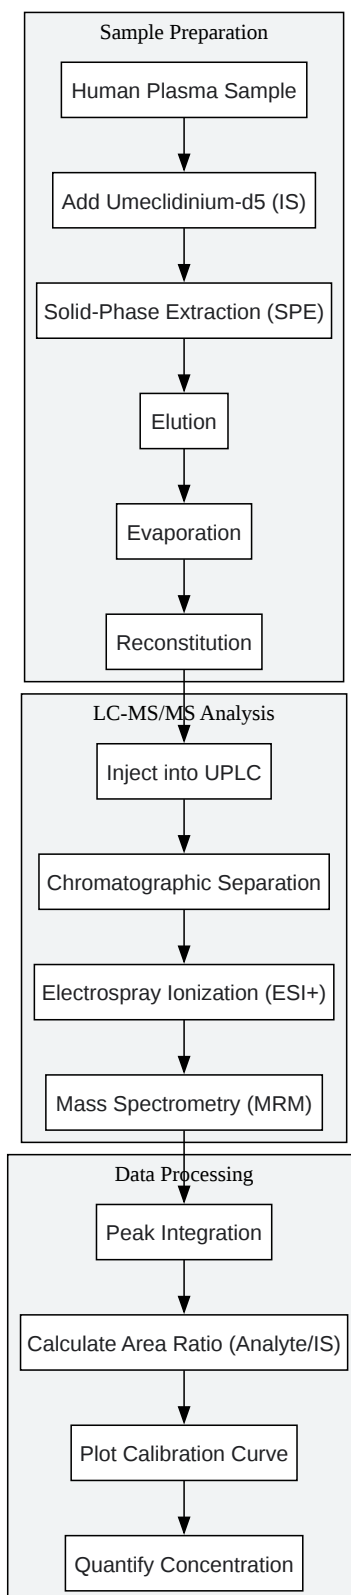 Sample Preparation
Human Plasma Sample
Add Umeclidinium-d5 (IS)
Solid-Phase Extraction (SPE)
Elution
Evaporation
Reconstitution
LC-MS/MS Analysis
Inject into UPLC
Chromatographic Separation
Electrospray Ionization (ESI+)
Mass Spectrometry (MRM)
Data Processing
Peak Integration
Calculate Area Ratio (Analyte/IS)
Plot Calibration Curve
Quantify Concentration